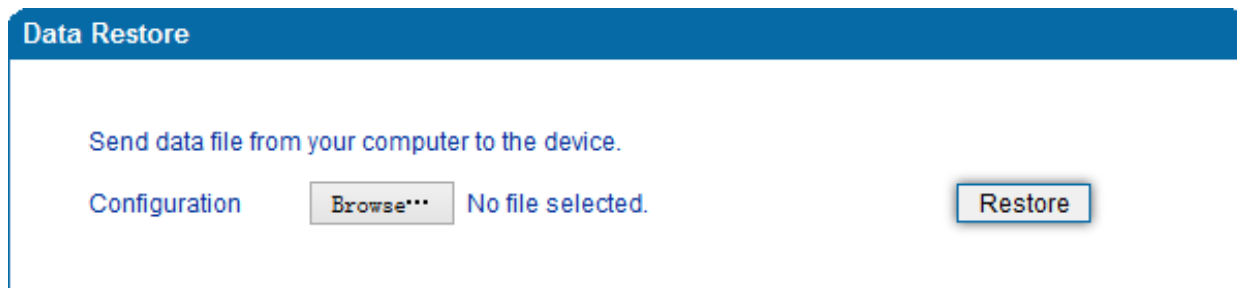 Data Restore
Send data file from your computer to the device.
Configuration Browse··· No file selected. Restore